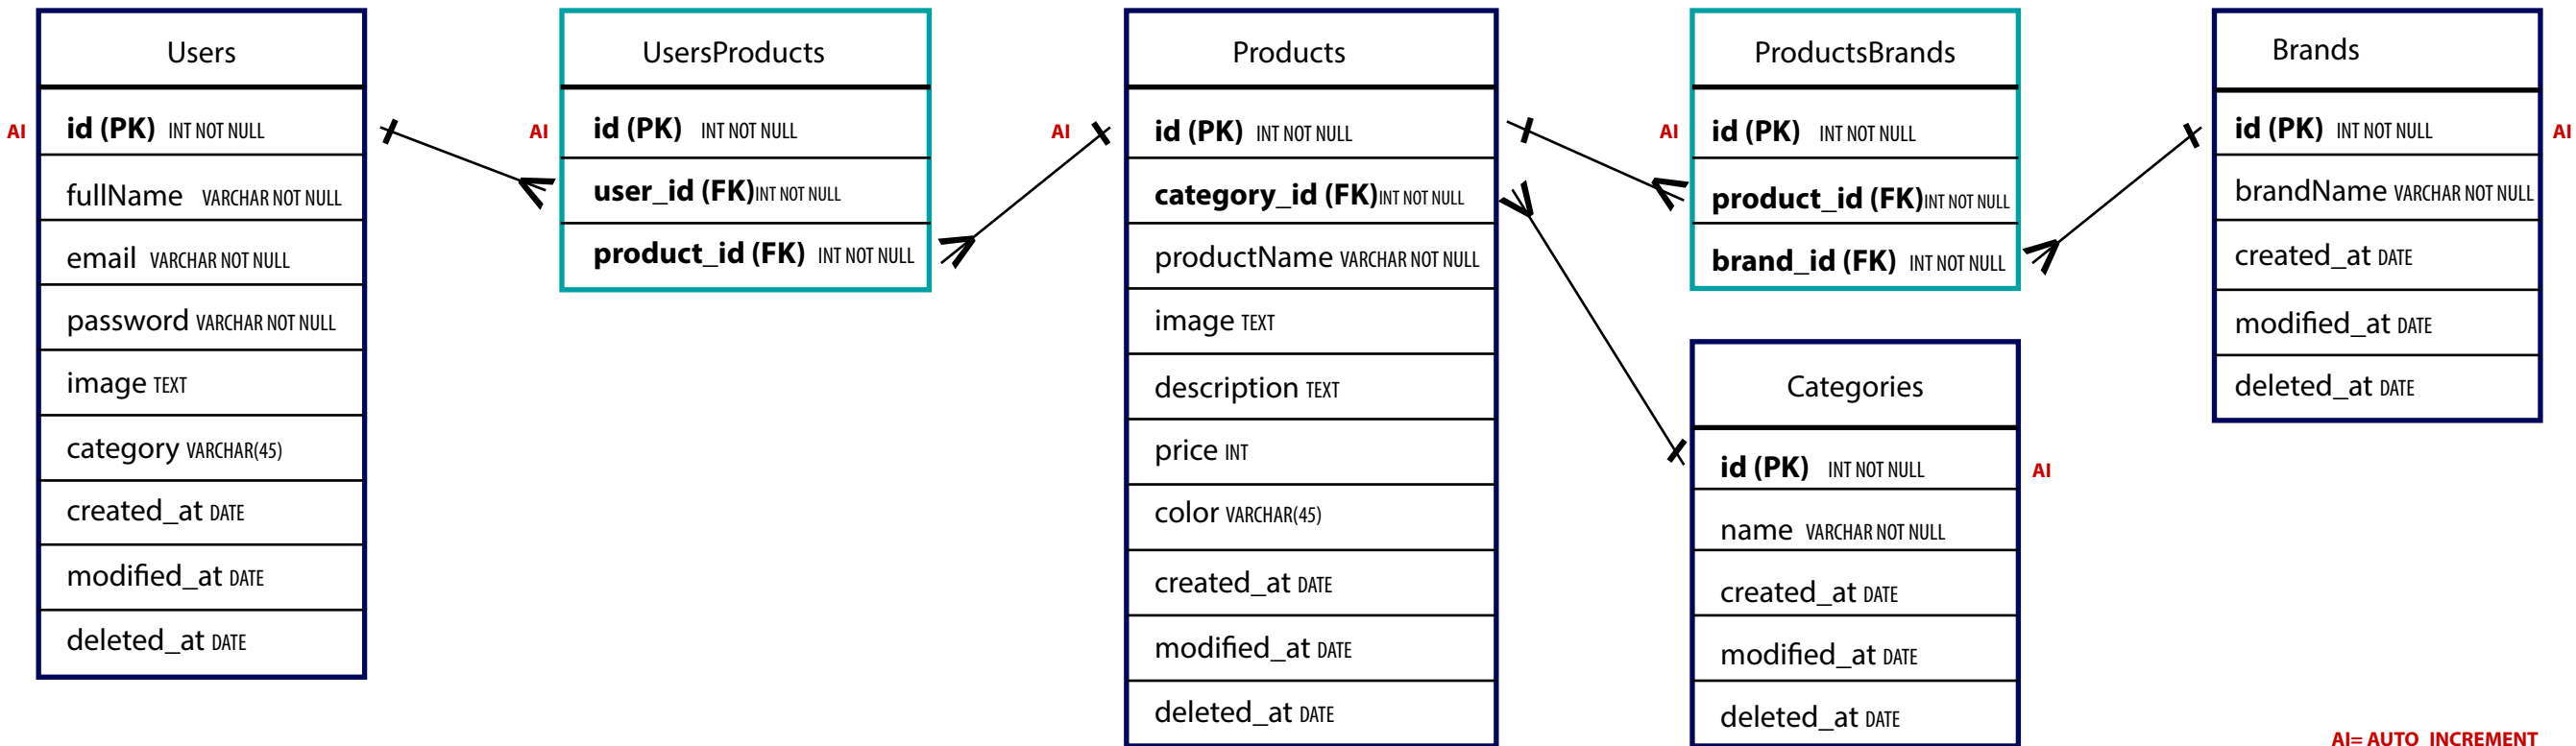 Users
AI
id (PK) INT NOT NULL
fullName VARCHAR NOT NULL
email VARCHAR NOT NULL
password VARCHAR NOT NULL
image TEXT
category VARCHAR(45)
created_at DATE
modified_at DATE
deleted_at DATE
UsersProducts
AI
id (PK) INT NOT NULL
user_id (FK)INT NOT NULL
product_id (FK) INT NOT NULL
Products
AI
id (PK) INT NOT NULL
category_id (FK)INT NOT NULL
productName VARCHAR NOT NULL
image TEXT
description TEXT
price INT
color VARCHAR(45)
created_at DATE
modified_at DATE
deleted_at DATE
ProductsBrands
AI
id (PK) INT NOT NULL
product_id (FK)INT NOT NULL
brand_id (FK) INT NOT NULL
Categories
id (PK) INT NOT NULL
AI
name VARCHAR NOT NULL
created_at DATE
modified_at DATE
deleted_at DATE
Brands
id (PK) INT NOT NULL
AI
brandName VARCHAR NOT NULL
created_at DATE
modified_at DATE
deleted_at DATE
AI= AUTO_INCREMENT